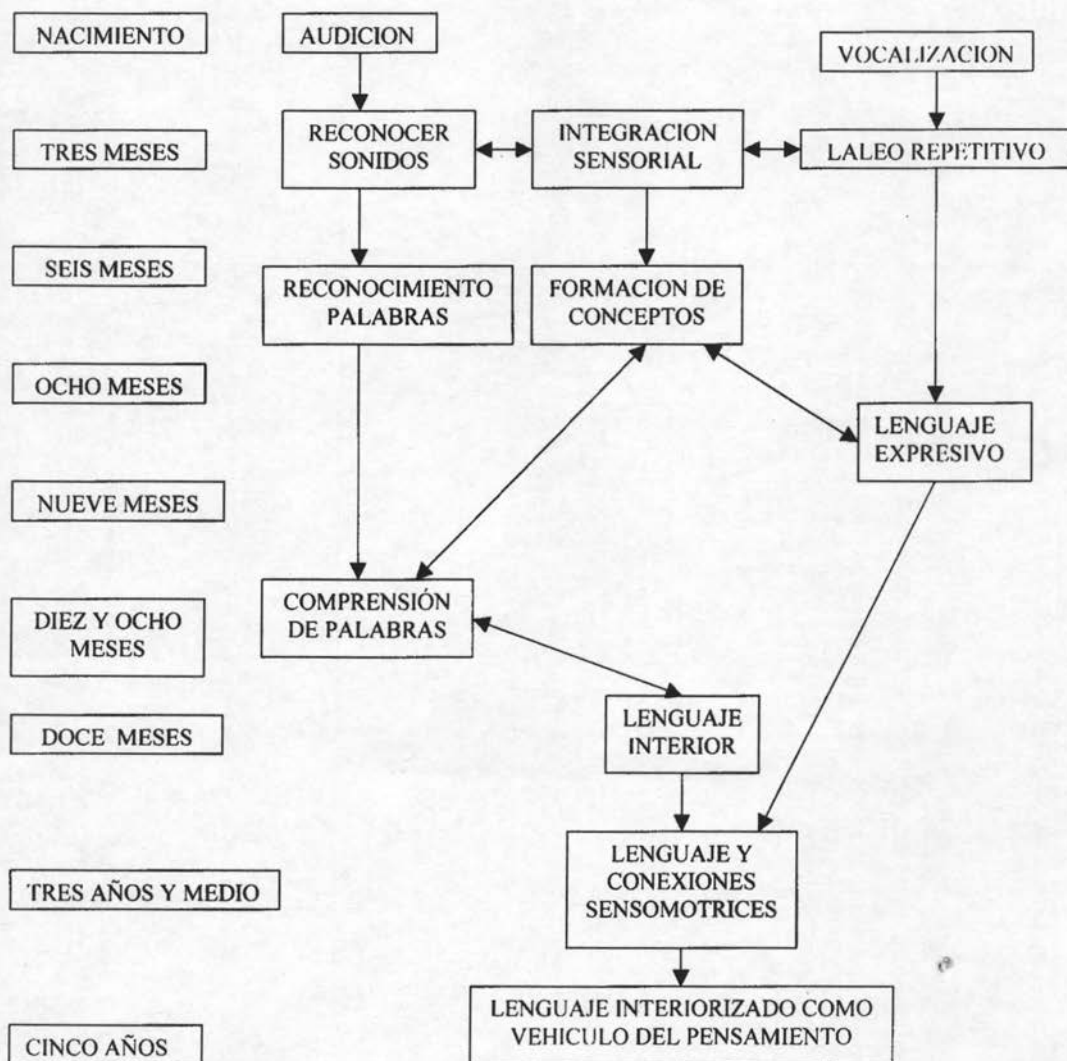 NACIMIENTO
AUDICION
VOCALIZACION
TRES MESES
RECONOCER
SONIDOS
INTEGRACION
SENSORIAL
LALEO REPETITIVO
SEIS MESES
RECONOCIMIENTO
PALABRAS
FORMACION DE
CONCEPTOS
OCHO MESES
LENGUAJE
EXPRESIVO
NUEVE MESES
DIEZ Y OCHO
MESES
COMPRENSIÓN
DE PALABRAS
DOCE MESES
LENGUAJE
INTERIOR
TRES AÑOS Y MEDIO
LENGUAJE Y
CONEXIONES
SENSOMOTRICES
CINCO AÑOS
LENGUAJE INTERIORIZADO COMO
VEHICULO DEL PENSAMIENTO